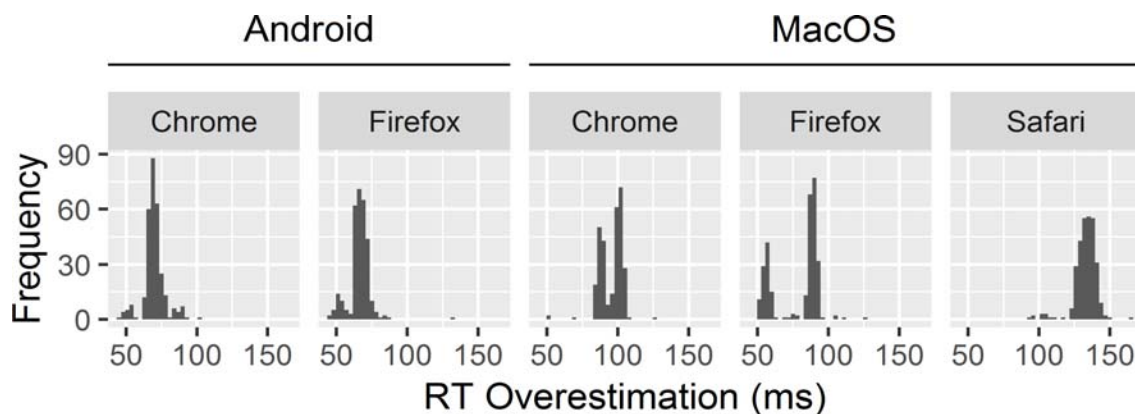 Android MacOS
Chrome Firefox Chrome Firefox Safari
Frequency
90
60
30
0
50 100 150 50 100 150 50 100 150 50 100 150 50 100 150
RT Overestimation (ms)